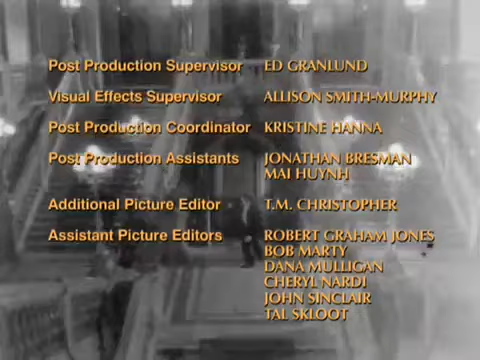 Post Production Supervisor ED GRANLUND
Visual Effects Supervisor ALLISON SMITH-MURPHY
Post Production Coordinator KRISTINE HANNA
Post Production Assistants JONATHAN BRESMAN
MAI HUYNH
Additional Picture Editor T.M. CHRISTOPHER
Assistant Picture Editors ROBERT GRAHAM JONES
BOB MARTY
DANA MULLIGAN
CHERYL NARDI
JOHN SINCLAIR
TAL SKLOOT